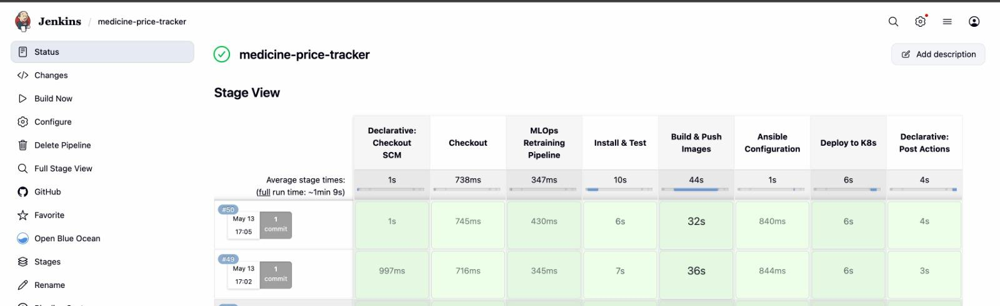 Jenkins / medicine-price-tracker
Status
Changes
Build Now
Configure
Delete Pipeline
Full Stage View
GitHub
Favorite
Open Blue Ocean
Stages
Rename
medicine-price-tracker
Add description
Stage View
Declarative:
Checkout
SCM
Checkout
MLOps
Retraining
Pipeline
Install & Test
Build & Push
Images
Ansible
Configuration
Deploy to K8s
Declarative:
Post Actions
Average stage times:
(full run time: ~1min 9s)
1s 738ms 347ms 10s 44s 1s 6s 4s
#50
May 13
17:05
1
commit
1s 745ms 430ms 6s 32s 840ms 6s 4s
#49
May 13
17:02
1
commit
997ms 716ms 345ms 7s 36s 844ms 6s 3s